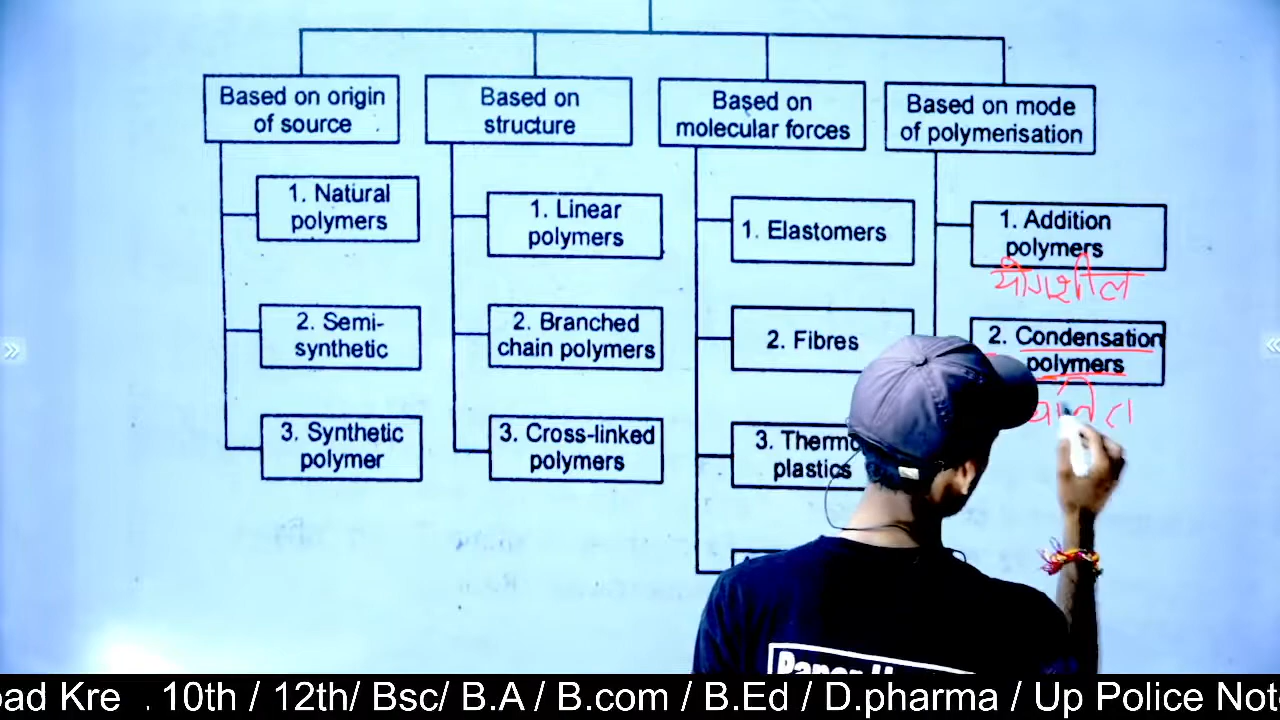 Based on origin
of source
Based on
structure
Based on
molecular forces
Based on mode
of polymerisation
1. Natural
polymers
2. Semi-
synthetic
3. Synthetic
polymer
1. Linear
polymers
2. Branched
chain polymers
3. Cross-linked
polymers
1. Elastomers
2. Fibres
3. Thermo
plastics
1. Addition
polymers
योगशील
2. Condensation
polymers
Kre . 10th / 12th/ Bsc/ B.A / B.com / B.Ed / D.pharma / Up Police Not